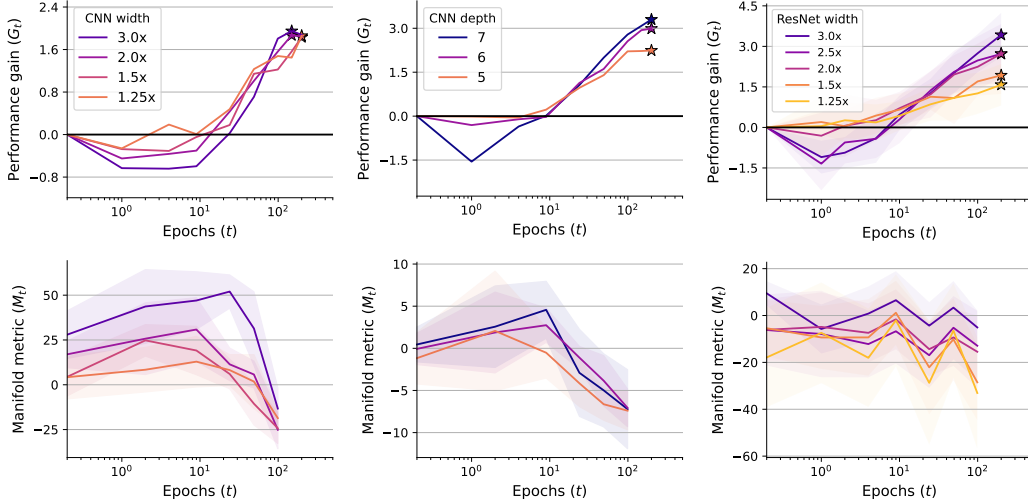 CNN width
3.0x
2.0x
1.5x
1.25x
2.4
1.6
0.8
0.0
−0.8
Performance gain (G_t)
10^0
10^1
10^2
Epochs (t)
CNN depth
7
6
5
3.0
1.5
0.0
−1.5
Performance gain (G_t)
10^0
10^1
10^2
Epochs (t)
ResNet width
3.0x
2.5x
2.0x
1.5x
1.25x
4.5
3.0
1.5
0.0
−1.5
Performance gain (G_t)
10^0
10^1
10^2
Epochs (t)
50
25
0
−25
Manifold metric (M_t)
10^0
10^1
10^2
Epochs (t)
10
5
0
−5
−10
Manifold metric (M_t)
10^0
10^1
10^2
Epochs (t)
20
0
−20
−40
−60
Manifold metric (M_t)
10^0
10^1
10^2
Epochs (t)